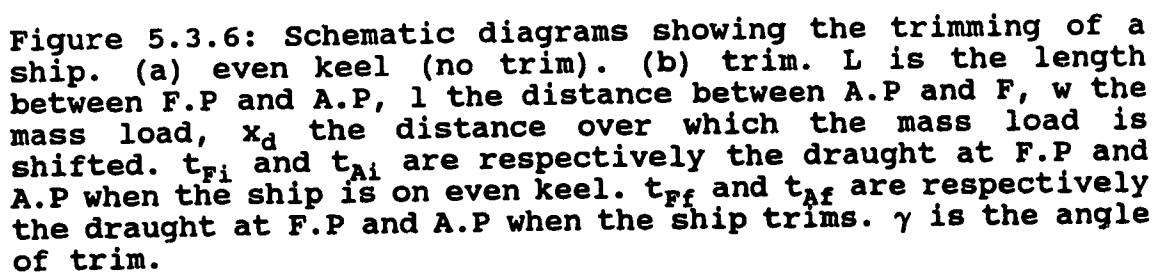 Figure 5.3.6: Schematic diagrams showing the trimming of a
ship. (a) even keel (no trim). (b) trim. L is the length
between F.P and A.P, l the distance between A.P and F, w the
mass load, x_d the distance over which the mass load is
shifted. t_Fi and t_Ai are respectively the draught at F.P and
A.P when the ship is on even keel. t_Ff and t_Af are respectively
the draught at F.P and A.P when the ship trims. γ is the angle
of trim.